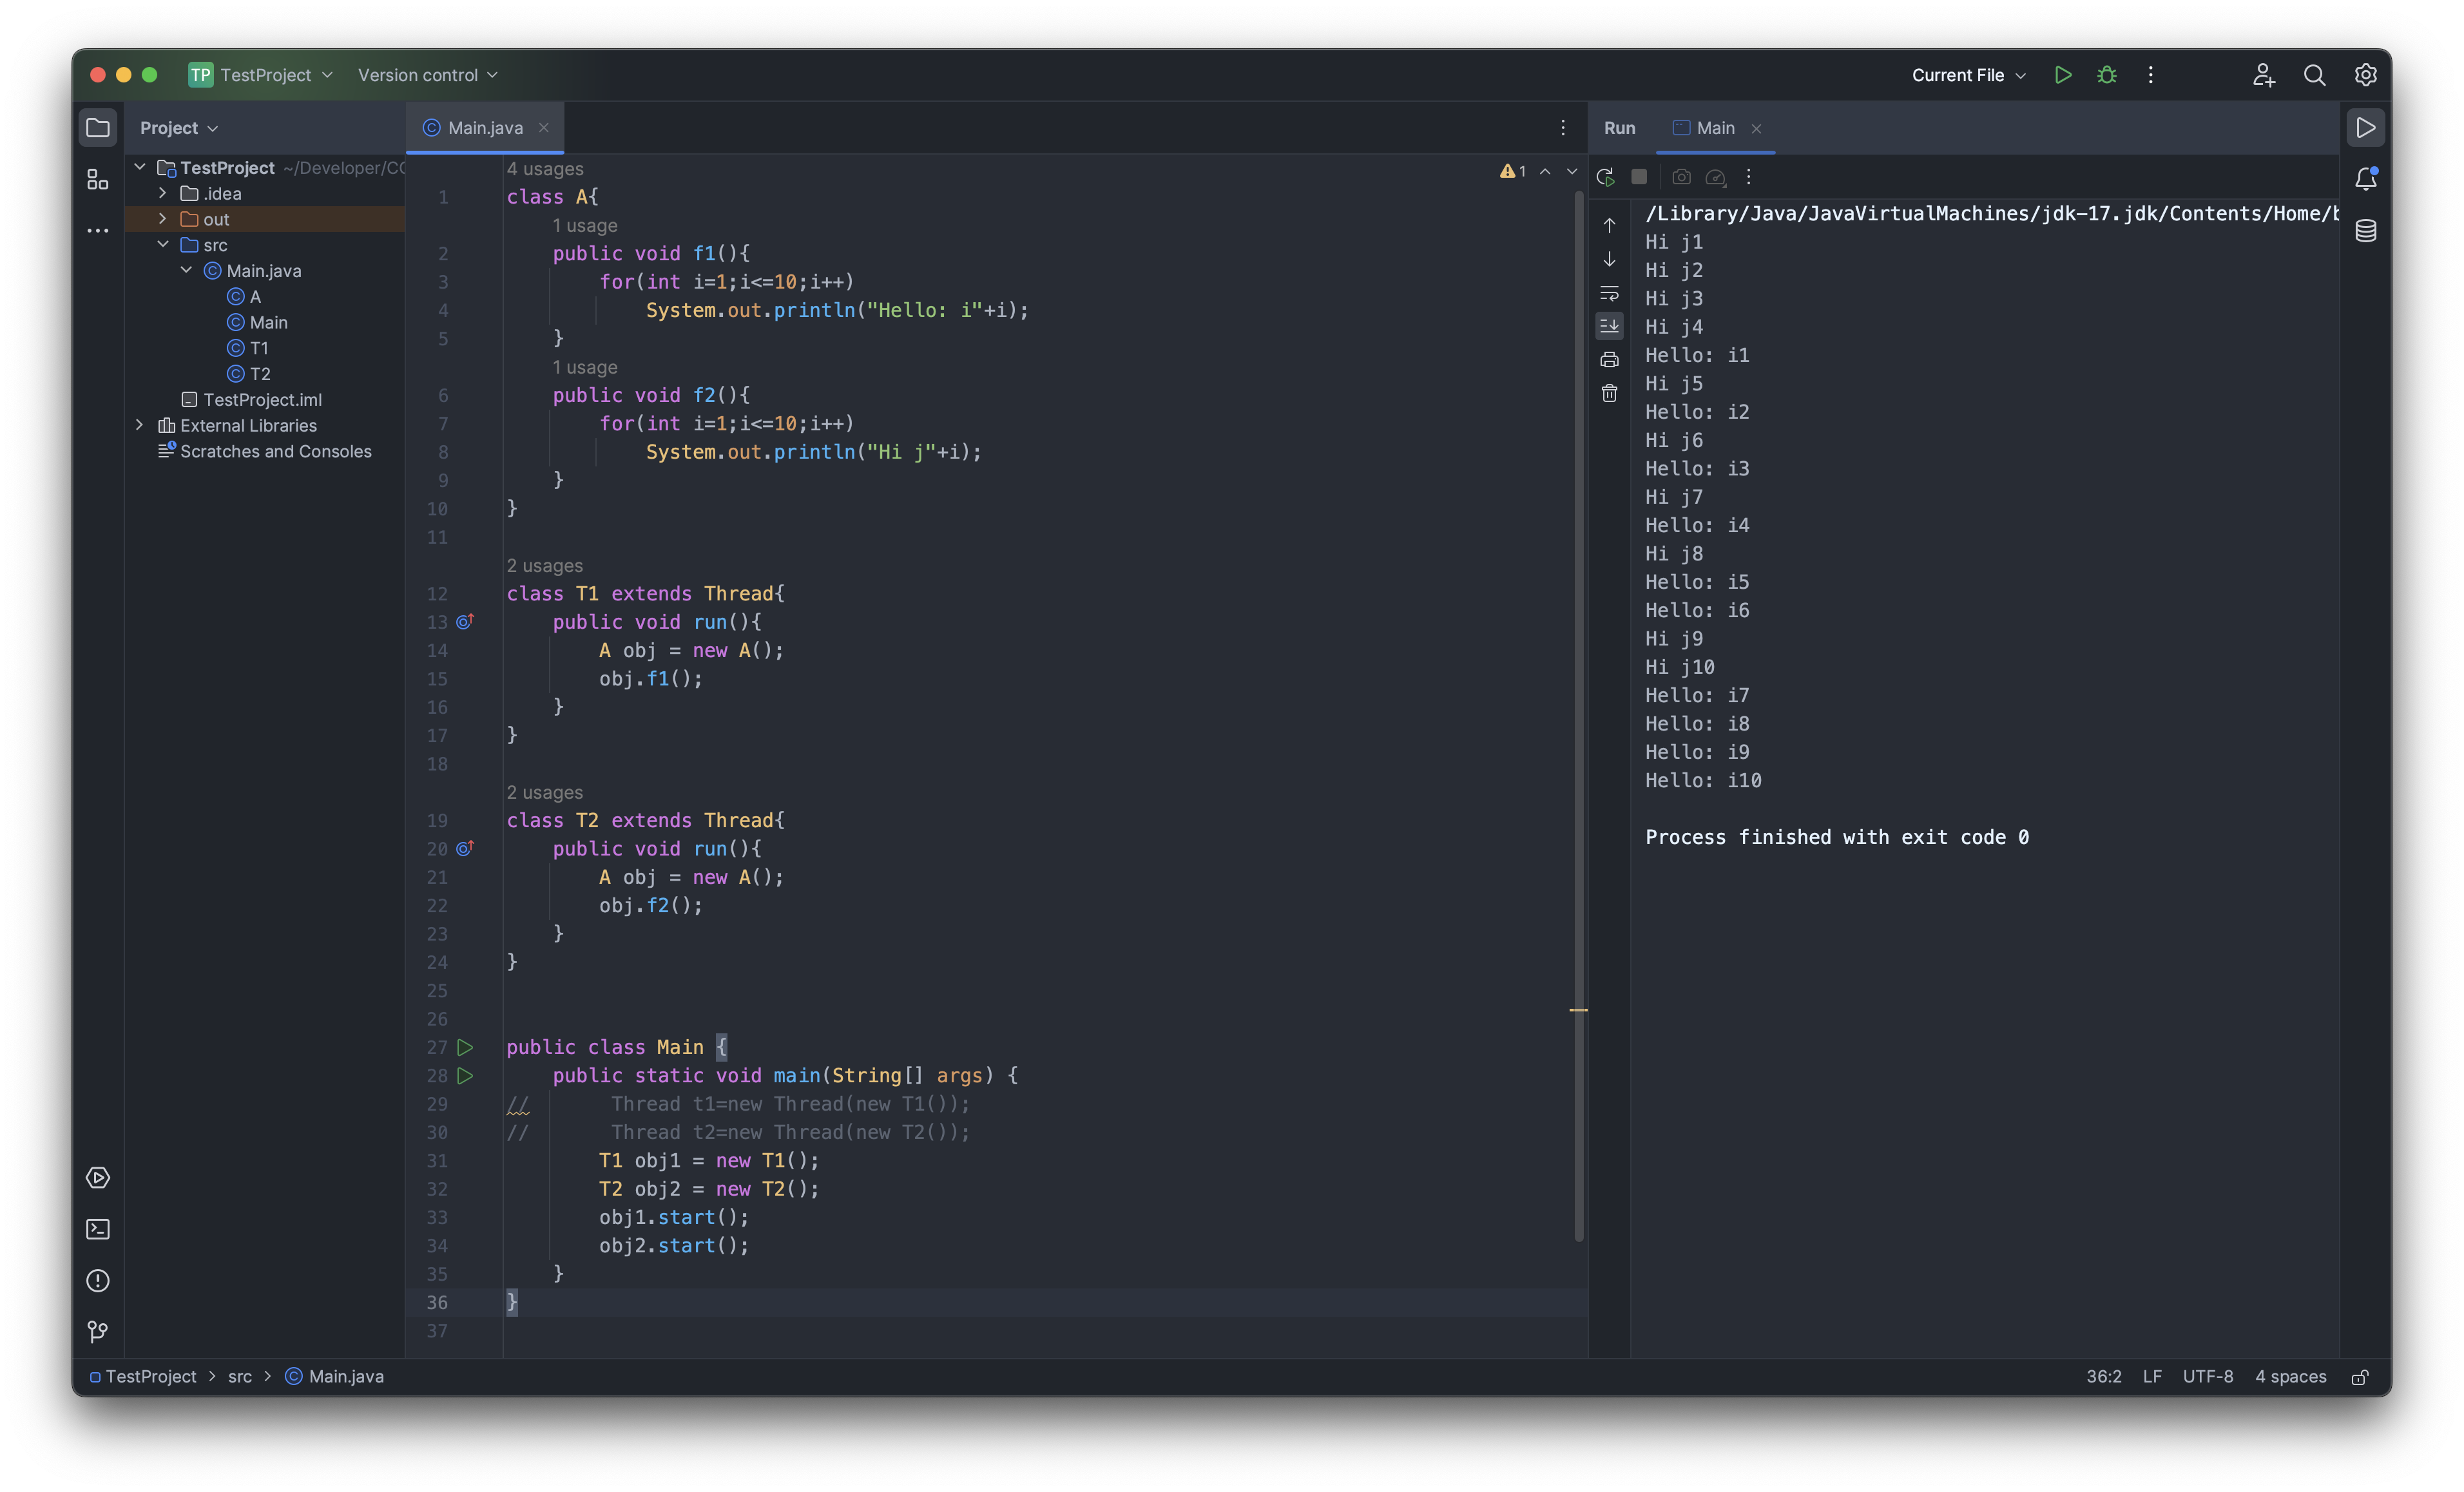 TP TestProject Version control Current File
Project
TestProject ~/Developer/CC
.idea
out
src
Main.java
A
Main
T1
T2
TestProject.iml
External Libraries
Scratches and Consoles
Main.java
1
4 usages
1 class A{
1 usage
2 public void f1(){
3 for(int i=1;i<=10;i++)
4 System.out.println("Hello: i"+i);
5 }
1 usage
6 public void f2(){
7 for(int i=1;i<=10;i++)
8 System.out.println("Hi j"+i);
9 }
10 }
11
2 usages
12 class T1 extends Thread{
13 public void run(){
14 A obj = new A();
15 obj.f1();
16 }
17 }
18
2 usages
19 class T2 extends Thread{
20 public void run(){
21 A obj = new A();
22 obj.f2();
23 }
24 }
25
26
27 public class Main {
28 public static void main(String[] args) {
29 // Thread t1=new Thread(new T1());
30 // Thread t2=new Thread(new T2());
31 T1 obj1 = new T1();
32 T2 obj2 = new T2();
33 obj1.start();
34 obj2.start();
35 }
36 }
37
Run Main
/Library/Java/JavaVirtualMachines/jdk-17.jdk/Contents/Home/b
Hi j1
Hi j2
Hi j3
Hi j4
Hello: i1
Hi j5
Hello: i2
Hi j6
Hello: i3
Hi j7
Hello: i4
Hi j8
Hello: i5
Hello: i6
Hi j9
Hi j10
Hello: i7
Hello: i8
Hello: i9
Hello: i10
Process finished with exit code 0
TestProject > src > Main.java
36:2 LF UTF-8 4 spaces